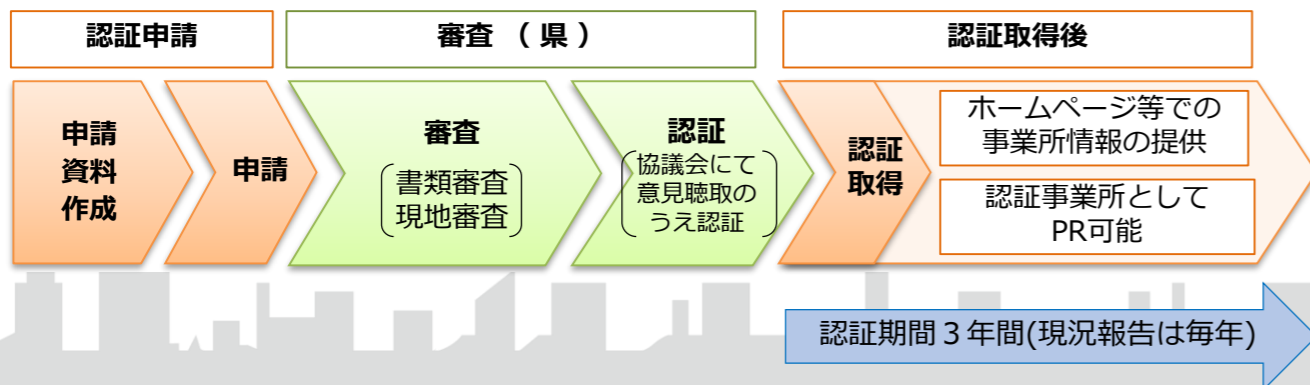 認証申請
審査 （ 県 ）
認証取得後
申請
資料
作成
申請
審査
書類審査
現地審査
認証
協議会にて
意見聴取の
うえ認証
認証
取得
ホームページ等での
事業所情報の提供
認証事業所として
PR可能
認証期間３年間(現況報告は毎年)